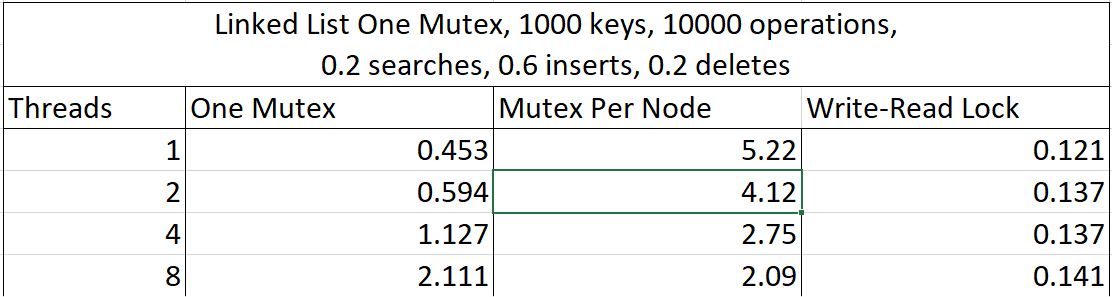 Linked List One Mutex, 1000 keys, 10000 operations,
0.2 searches, 0.6 inserts, 0.2 deletes
Threads One Mutex Mutex Per Node Write-Read Lock
1 0.453 5.22 0.121
2 0.594 4.12 0.137
4 1.127 2.75 0.137
8 2.111 2.09 0.141